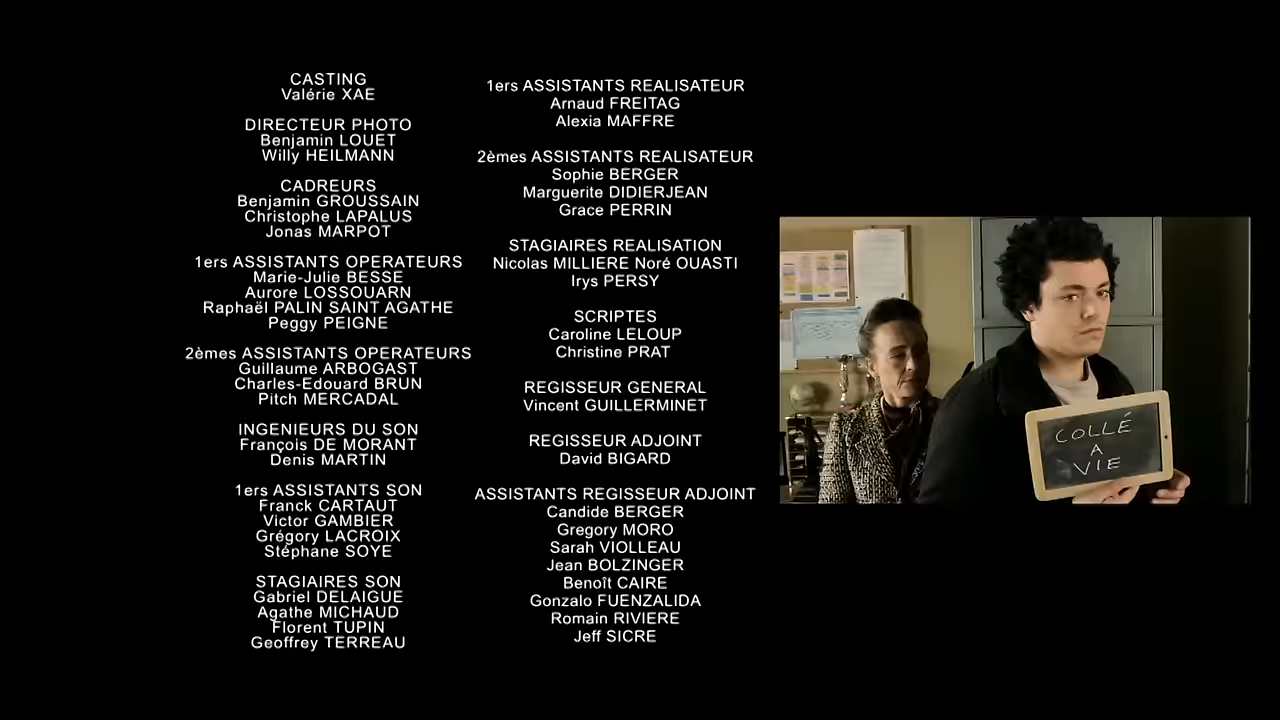 CASTING
Valérie XAE
DIRECTEUR PHOTO
Benjamin LOUET
Willy HEILMANN
CADREURS
Benjamin GROUSSAIN
Christophe LAPALUS
Jonas MARPOT
1ers ASSISTANTS OPERATEURS
Marie-Julie BESSE
Aurore LOSSOUARN
Raphaël PALIN SAINT AGATHE
Peggy PEIGNE
2èmes ASSISTANTS OPERATEURS
Guillaume ARBOGAST
Charles-Edouard BRUN
Pitch MERCADAL
INGENIEURS DU SON
François DE MORANT
Denis MARTIN
1ers ASSISTANTS SON
Franck CARTAUT
Victor GAMBIER
Grégory LACROIX
Stéphane SOYE
STAGIAIRES SON
Gabriel DELAIGUE
Agathe MICHAUD
Florent TUPIN
Geoffrey TERREAU
1ers ASSISTANTS REALISATEUR
Arnaud FREITAG
Alexia MAFFRE
2èmes ASSISTANTS REALISATEUR
Sophie BERGER
Marguerite DIDIERJEAN
Grace PERRIN
STAGIAIRES REALISATION
Nicolas MILLIERE Noré OUASTI
Irys PERSY
SCRIPTES
Caroline LELOUP
Christine PRAT
REGISSEUR GENERAL
Vincent GUILLERMINET
REGISSEUR ADJOINT
David BIGARD
ASSISTANTS REGISSEUR ADJOINT
Candide BERGER
Gregory MORO
Sarah VIOLLEAU
Jean BOLZINGER
Benoît CAIRE
Gonzalo FUENZALIDA
Romain RIVIERE
Jeff SICRE
COLLÉ
A
VIE